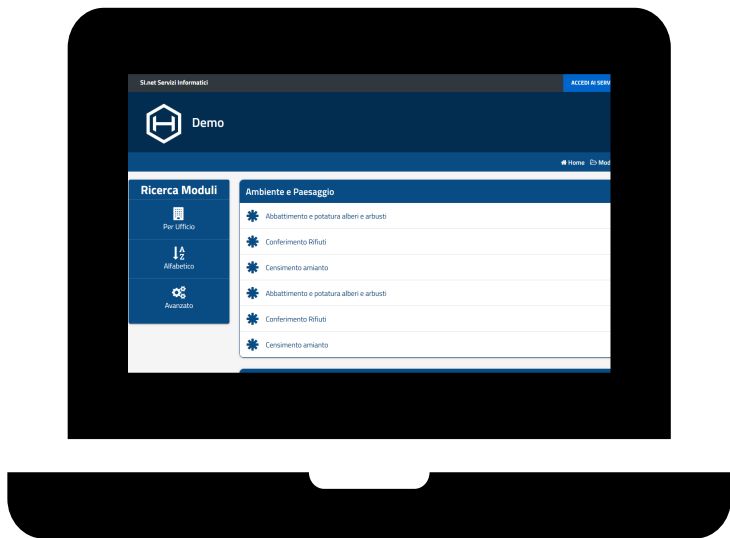 SI.net Servizi Informatici
ACCEDI AI SERV
Demo
Home Mod
Ricerca Moduli
Per Ufficio
Alfabetico
Avanzato
Ambiente e Paesaggio
Abbattimento e potatura alberi e arbusti
Conferimento Rifiuti
Censimento amianto
Abbattimento e potatura alberi e arbusti
Conferimento Rifiuti
Censimento amianto